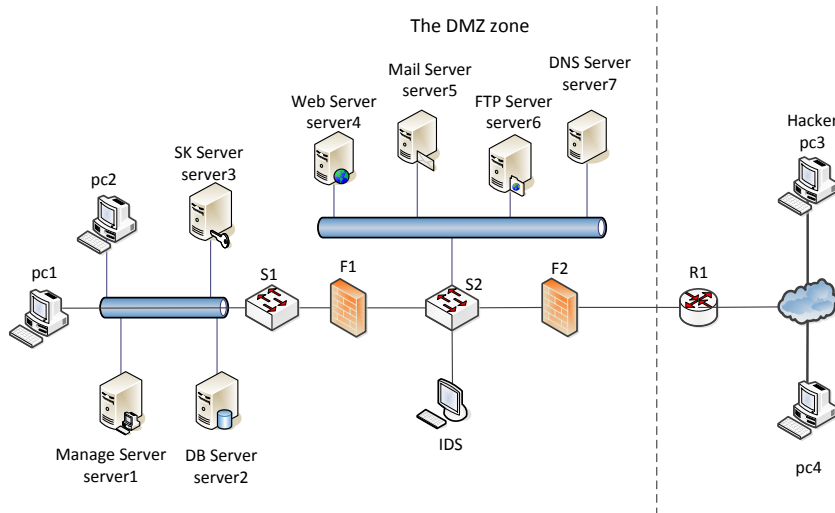 The DMZ zone
DNS Server
server7
Mail Server
server5
FTP Server
server6
Web Server
server4
Hacker
pc3
SK Server
server3
pc2
pc1
S1
F1
S2
F2
R1
IDS
Manage Server
server1
DB Server
server2
pc4